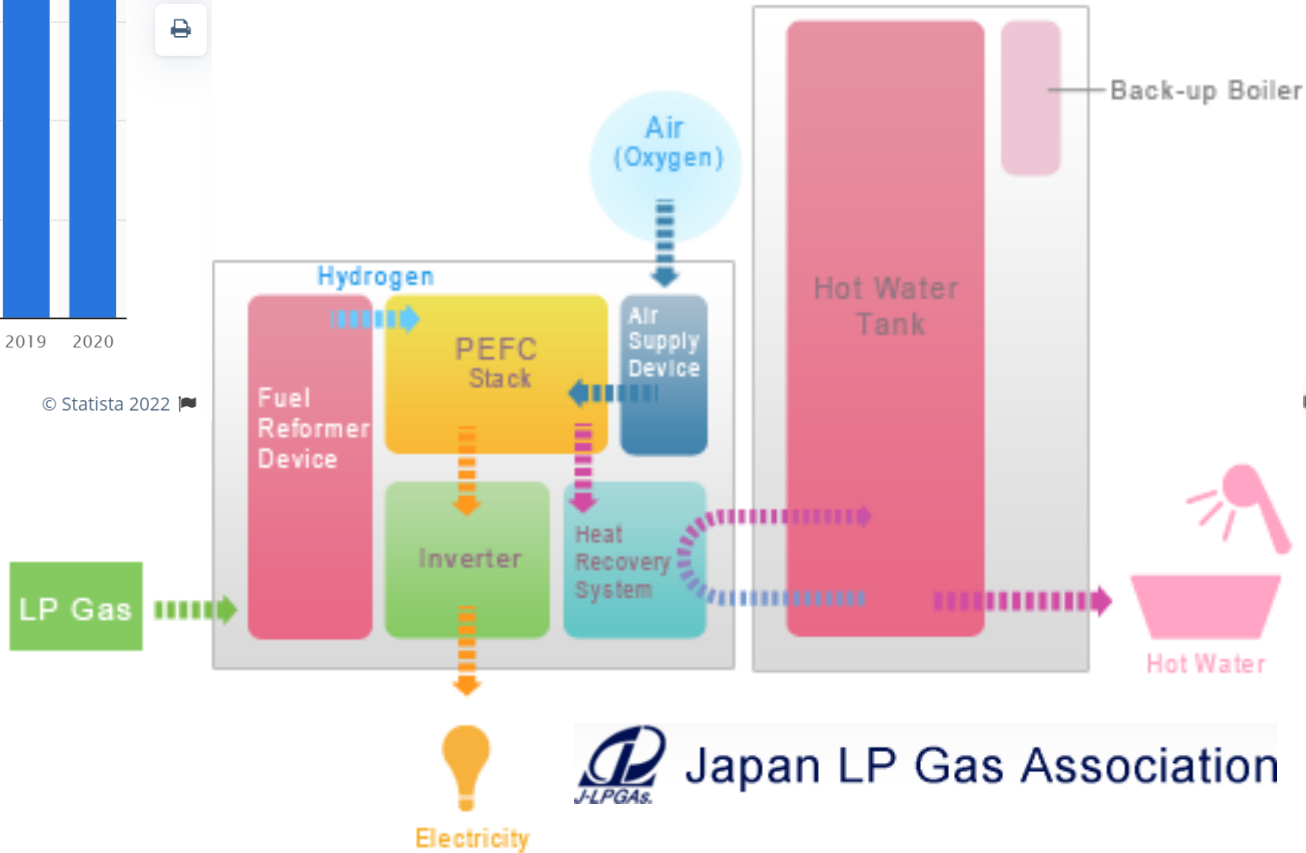 2019 2020
© Statista 2022
Air
(Oxygen)
Back-up Boiler
Hydrogen
PEFC
Stack
Air
Supply
Device
Hot Water
Tank
Fuel
Reformer
Device
Inverter
Heat
Recovery
System
LP Gas
Hot Water
Electricity
J-LPGAs.
Japan LP Gas Association